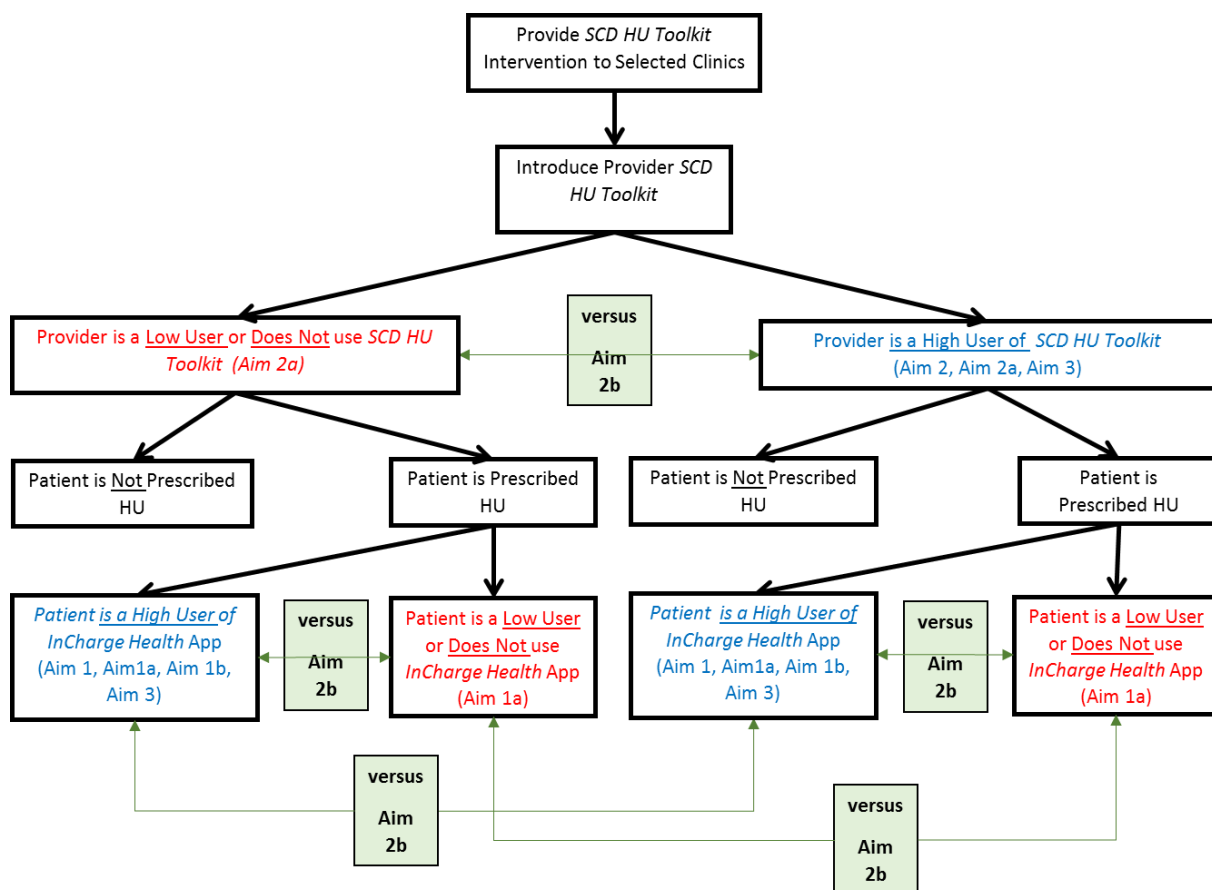 Provide SCD HU Toolkit
Intervention to Selected Clinics
Introduce Provider SCD
HU Toolkit
Provider is a Low User or Does Not use SCD HU
Toolkit (Aim 2a)
versus
Aim
2b
Provider is a High User of SCD HU Toolkit
(Aim 2, Aim 2a, Aim 3)
Patient is Not Prescribed
HU
Patient is Prescribed
HU
Patient is Not Prescribed
HU
Patient is
Prescribed HU
Patient is a High User of
InCharge Health App
(Aim 1, Aim1a, Aim 1b,
Aim 3)
versus
Aim
2b
Patient is a Low User
or Does Not use
InCharge Health App
(Aim 1a)
Patient is a High User of
InCharge Health App
(Aim 1, Aim1a, Aim 1b,
Aim 3)
versus
Aim
2b
Patient is a Low User
or Does Not use
InCharge Health App
(Aim 1a)
versus
Aim
2b
versus
Aim
2b